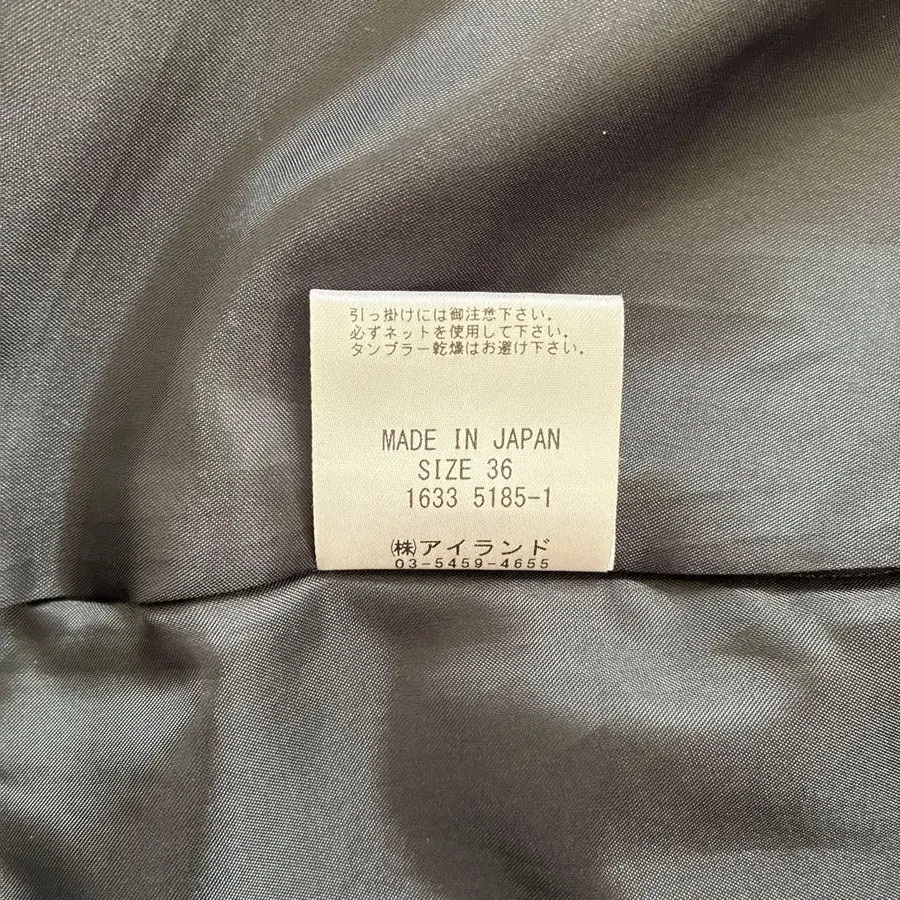 引っ掛けには御注意下さい。
必ずネットを使用して下さい。
タンブラー乾燥はお避け下さい。
MADE IN JAPAN
SIZE 36
1633 5185-1
㈱アイランド
03-5459-4655